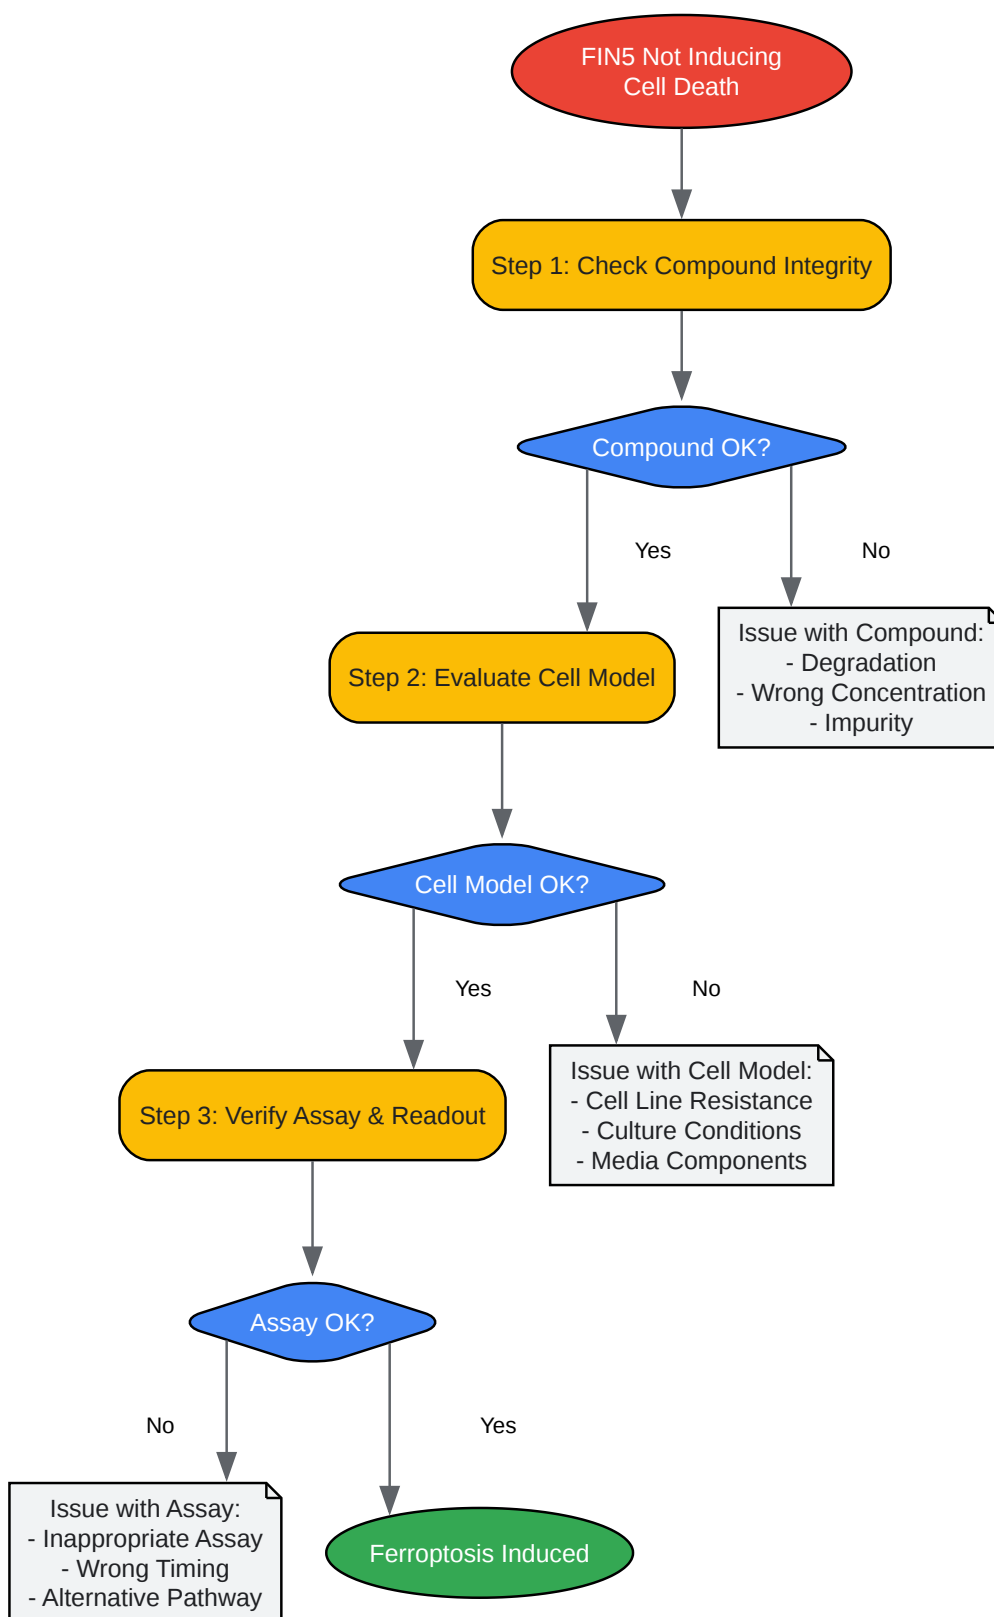 FIN5 Not Inducing
Cell Death
Step 1: Check Compound Integrity
Compound OK?
Yes
No
Issue with Compound:
- Degradation
- Wrong Concentration
- Impurity
Step 2: Evaluate Cell Model
Cell Model OK?
Yes
No
Issue with Cell Model:
- Cell Line Resistance
- Culture Conditions
- Media Components
Step 3: Verify Assay & Readout
Assay OK?
No
Yes
Issue with Assay:
- Inappropriate Assay
- Wrong Timing
- Alternative Pathway
Ferroptosis Induced